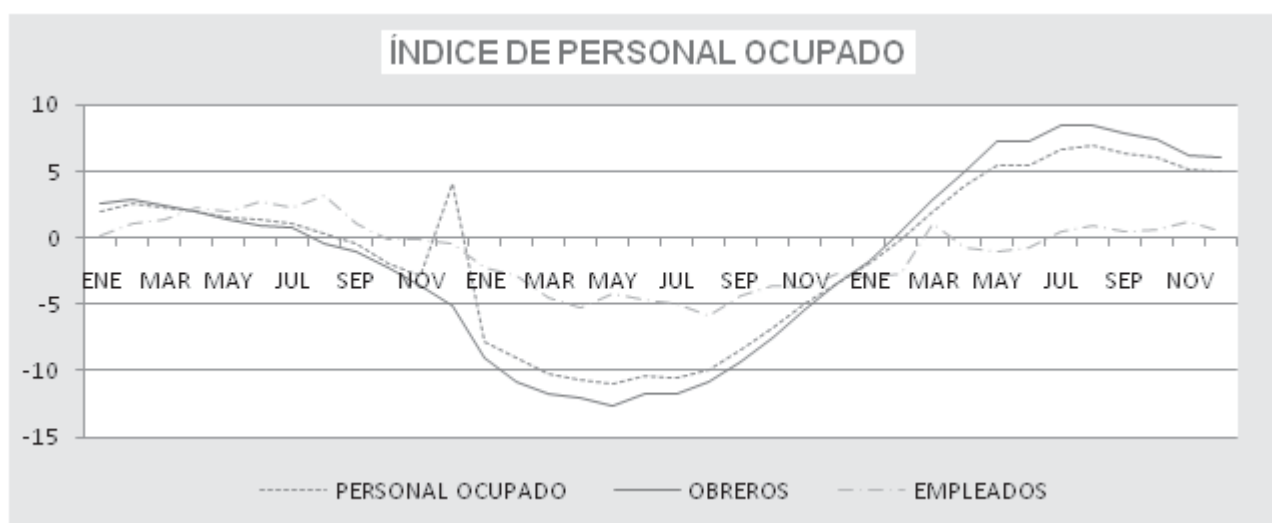 ÍNDICE DE PERSONAL OCUPADO
10
5
0
-5
-10
-15
ENE MAR MAY JUL SEP NOV ENE MAR MAY JUL SEP NOV ENE MAR MAY JUL SEP NOV
PERSONAL OCUPADO OBREROS EMPLEADOS